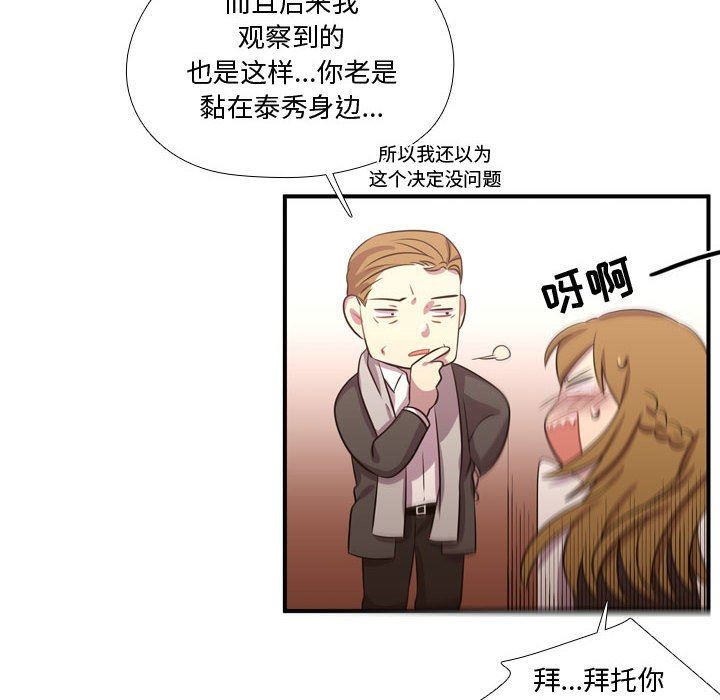 而且后来我
观察到的
也是这样...你老是
黏在泰秀身边...
所以我还以为
这个决定没问题
呀啊
拜...拜托你